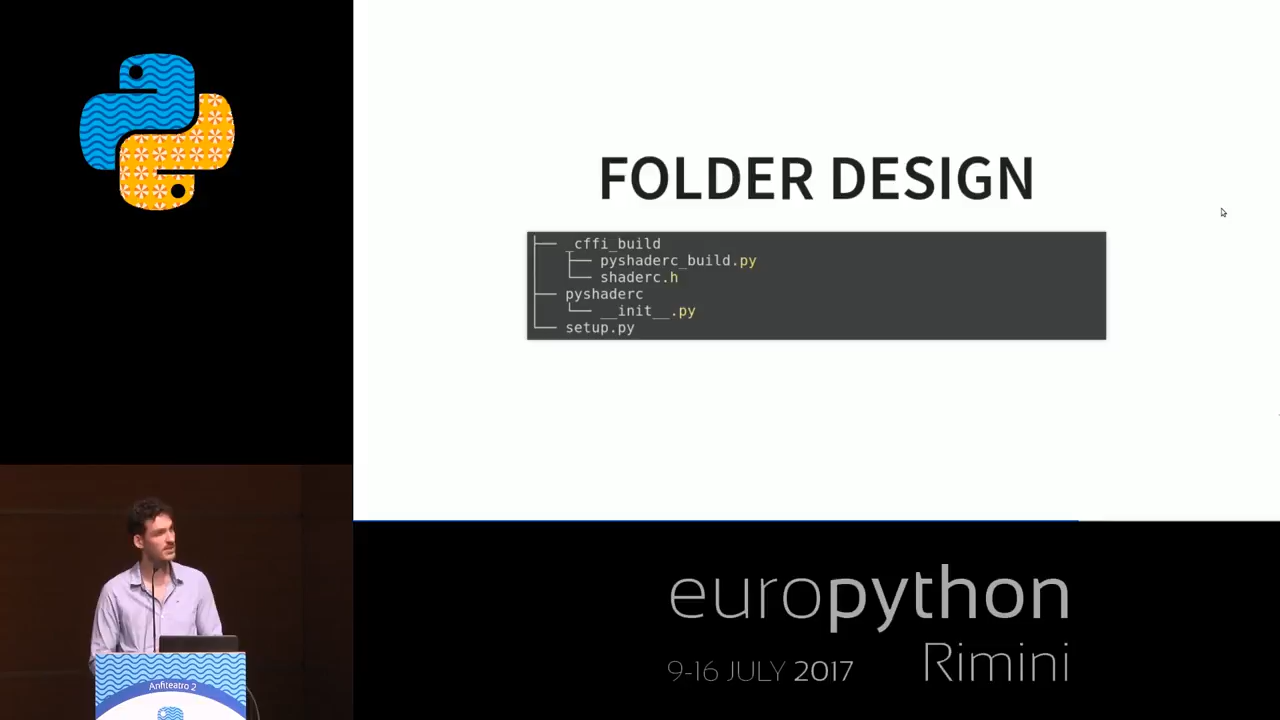 FOLDER DESIGN
├── _cffi_build
│   ├── pyshaderc_build.py
│   └── shaderc.h
├── pyshaderc
│   └── __init__.py
└── setup.py
europython
Rimini
9-16 JULY 2017
Anfiteatro 2